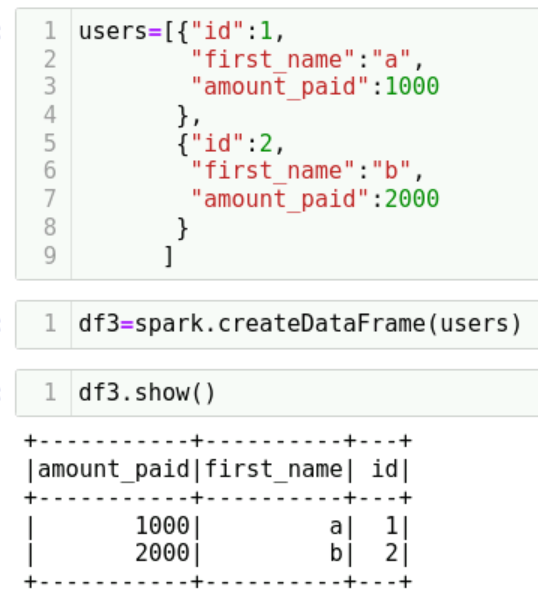 1 users=[{"id":1,
2 "first_name":"a",
3 "amount_paid":1000
4 },
5 {"id":2,
6 "first_name":"b",
7 "amount_paid":2000
8 }
9 ]
1 df3=spark.createDataFrame(users)
1 df3.show()
+-----------+----------+---+
|amount_paid|first_name| id|
+-----------+----------+---+
|       1000|         a|  1|
|       2000|         b|  2|
+-----------+----------+---+